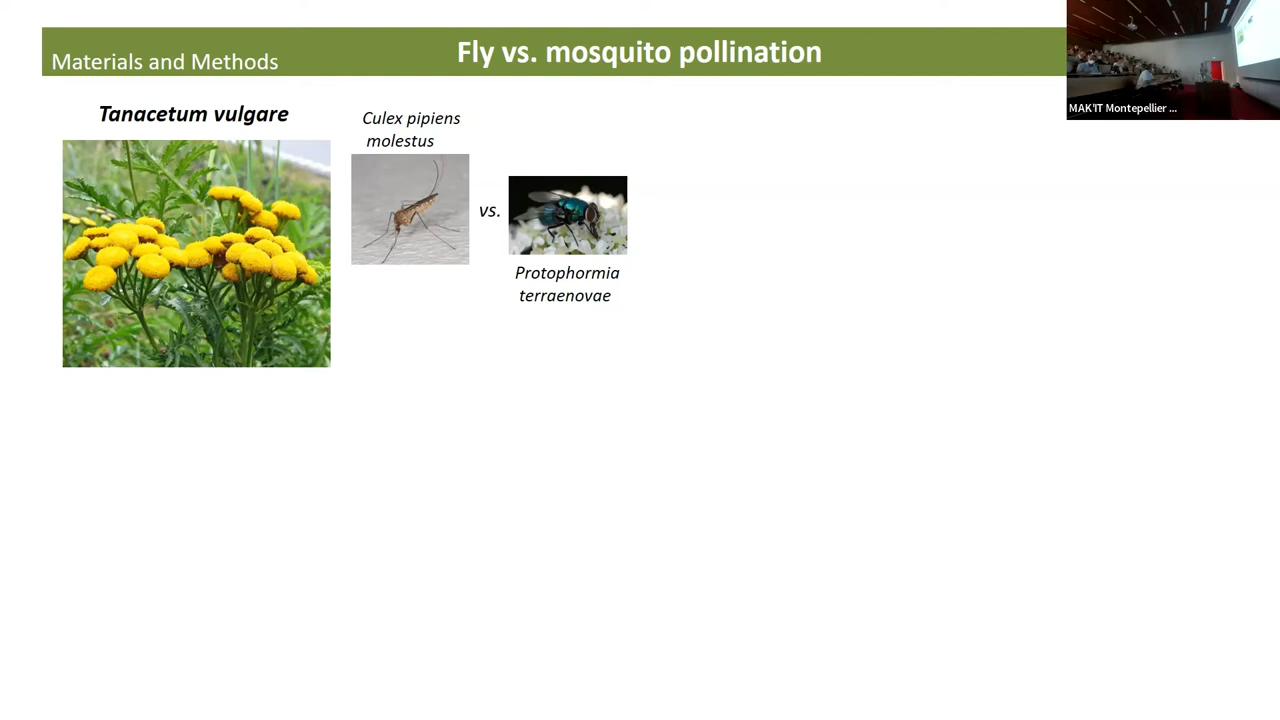 Materials and Methods
Fly vs. mosquito pollination
MAK'IT Montepellier ...
Tanacetum vulgare
Culex pipiens
molestus
vs.
Protophormia
terraenovae